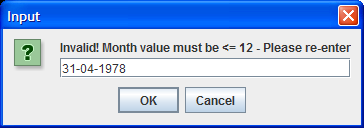 Input
Invalid! Month value must be <= 12 - Please re-enter
31-04-1978
OK Cancel